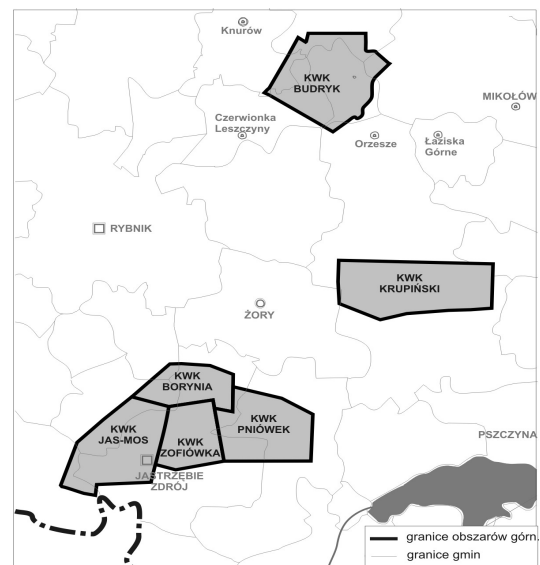 Knurów
KWK
BUDRYK
MIKOŁÓW
Czerwionka
Leszczyny
Orzesze
Łaziska
Górne
RYBNIK
KWK
KRUPIŃSKI
ŻORY
KWK
BORYNIA
KWK
PNIÓWEK
KWK
JAS-MOS
KWK
ZOFIÓWKA
PSZCZYNA
JASTRZĘBIE
ZDRÓJ
granice obszarów górn.
granice gmin